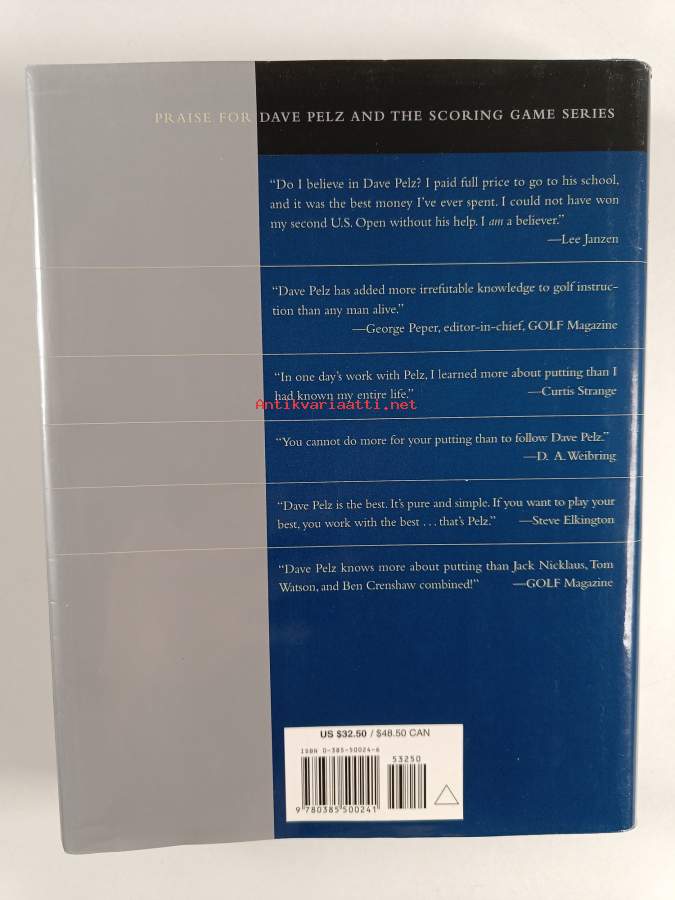 PRAISE FOR DAVE PELZ AND THE SCORING GAME SERIES
“Do I believe in Dave Pelz? I paid full price to go to his school,
and it was the best money I’ve ever spent. I could not have won
my second U.S. Open without his help. I am a believer.”
—Lee Janzen
“Dave Pelz has added more irrefutable knowledge to golf instruc-
tion than any man alive.”
—George Peper, editor-in-chief, GOLF Magazine
“In one day’s work with Pelz, I learned more about putting than I
had known my entire life.” —Curtis Strange
Antikvariaatti.net
“You cannot do more for your putting than to follow Dave Pelz.”
—D. A. Weibring
“Dave Pelz is the best. It’s pure and simple. If you want to play your
best, you work with the best . . . that’s Pelz.” —Steve Elkington
“Dave Pelz knows more about putting than Jack Nicklaus, Tom
Watson, and Ben Crenshaw combined!” —GOLF Magazine
US $32.50 / $48.50 CAN
ISBN 0-385-50024-6
53250
9 780385 500241